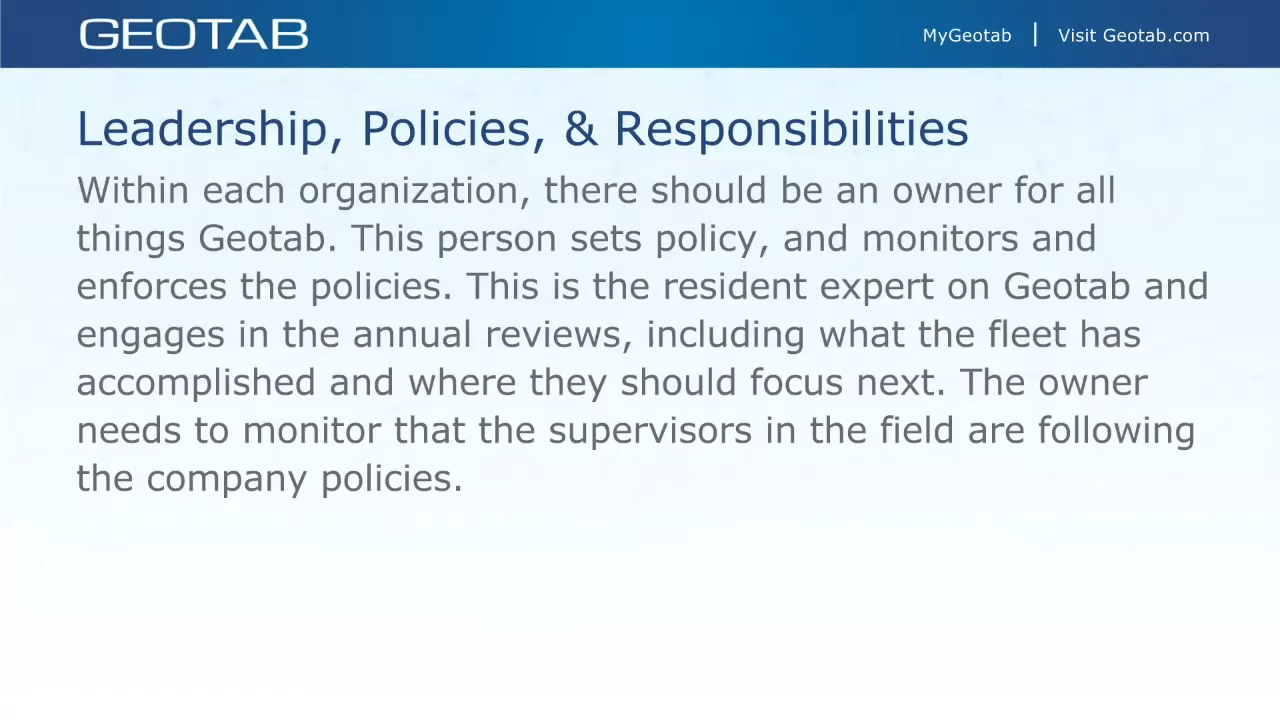 GEOTAB
MyGeotab | Visit Geotab.com
Leadership, Policies, & Responsibilities
Within each organization, there should be an owner for all
things Geotab. This person sets policy, and monitors and
enforces the policies. This is the resident expert on Geotab and
engages in the annual reviews, including what the fleet has
accomplished and where they should focus next. The owner
needs to monitor that the supervisors in the field are following
the company policies.